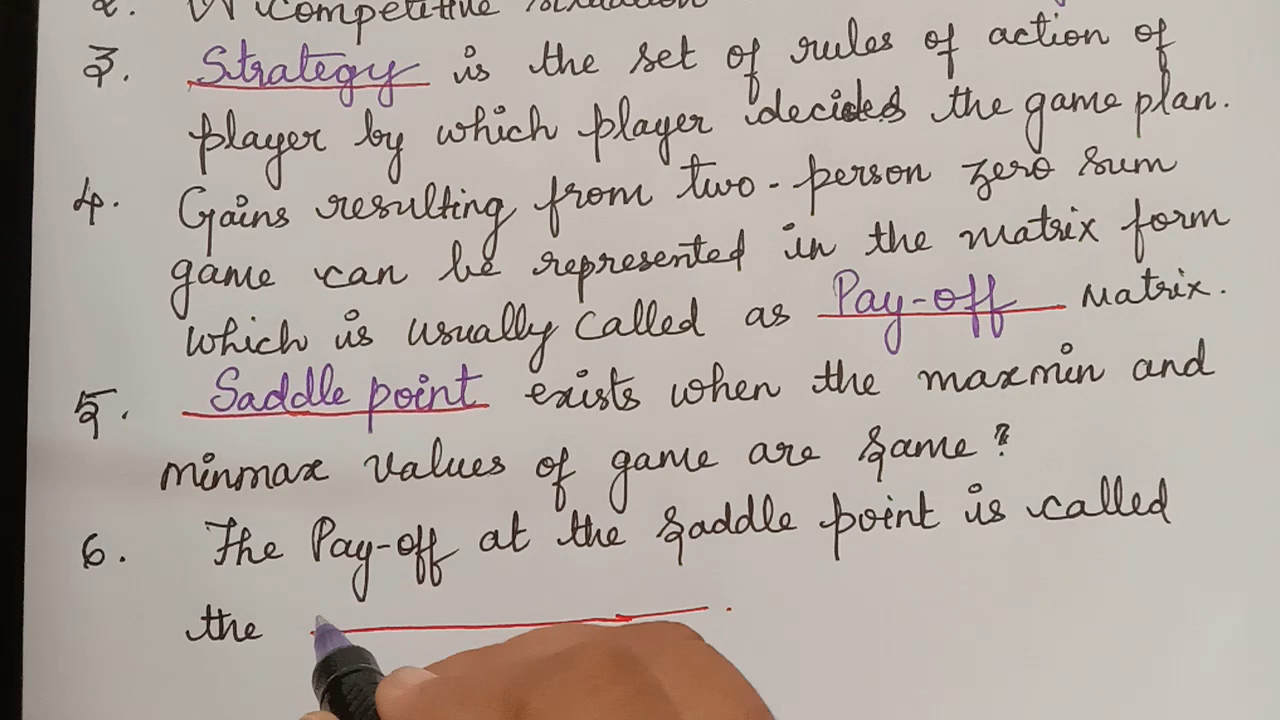 2. A competitive situation
3. Strategy is the set of rules of action of
player by which player decides the game plan.
4. Gains resulting from two-person zero sum
game can be represented in the matrix form
which is usually called as Pay-off Matrix.
5. Saddle point exists when the maxmin and
minmax values of game are same?
6. The Pay-off at the saddle point is called
the .